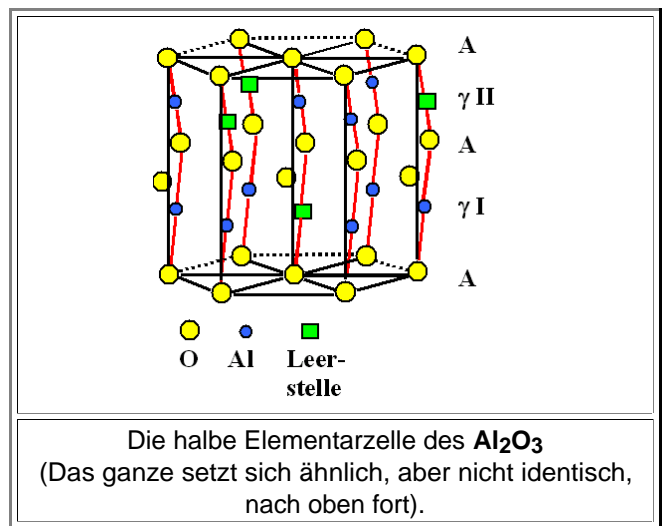 A
γ II
A
γ I
A
O Al Leer-
stelle
Die halbe Elementarzelle des Al₂O₃
(Das ganze setzt sich ähnlich, aber nicht identisch,
nach oben fort).